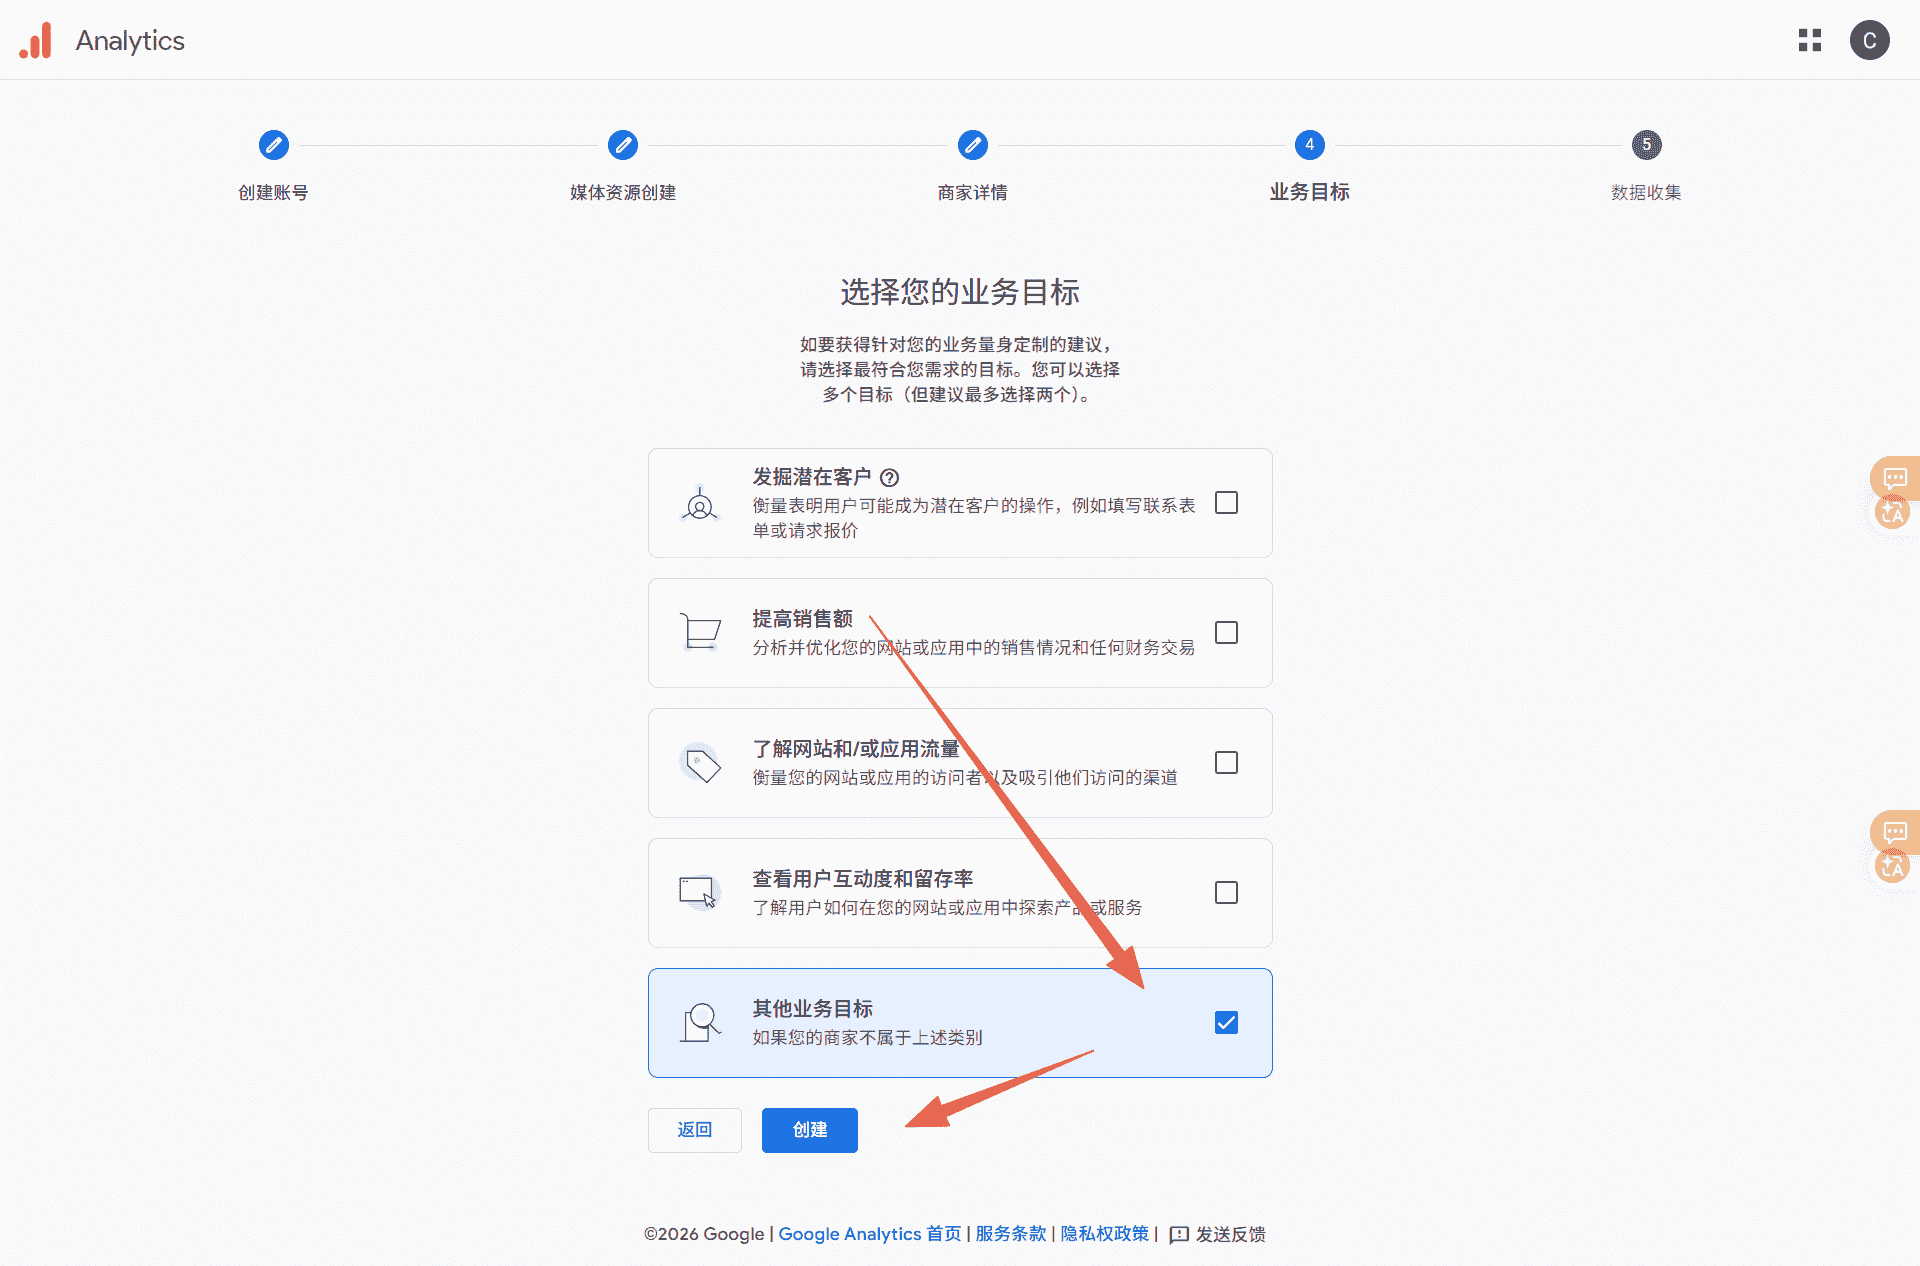 Analytics
C
4
5
创建账号
媒体资源创建
商家详情
业务目标
数据收集
选择您的业务目标
如要获得针对您的业务量身定制的建议，
请选择最符合您需求的目标。您可以选择
多个目标（但建议最多选择两个）。
发掘潜在客户
衡量表明用户可能成为潜在客户的操作，例如填写联系表
单或请求报价
提高销售额
分析并优化您的网站或应用中的销售情况和任何财务交易
了解网站和/或应用流量
衡量您的网站或应用的访问者以及吸引他们访问的渠道
查看用户互动度和留存率
了解用户如何在您的网站或应用中探索产品或服务
其他业务目标
如果您的商家不属于上述类别
返回
创建
©2026 Google | Google Analytics 首页 | 服务条款 | 隐私权政策 | 发送反馈